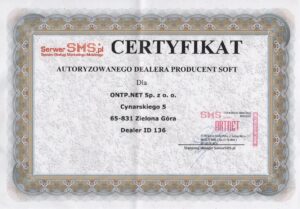 Serwer SMS.pl
CERTYFIKAT
AUTORYZOWANEGO DEALERA PRODUCENT SOFT
Dla
ONTP.NET Sp. z o. o.
Cynarskiego 5
65-831 Zielona Góra
Dealer ID 136
SMS